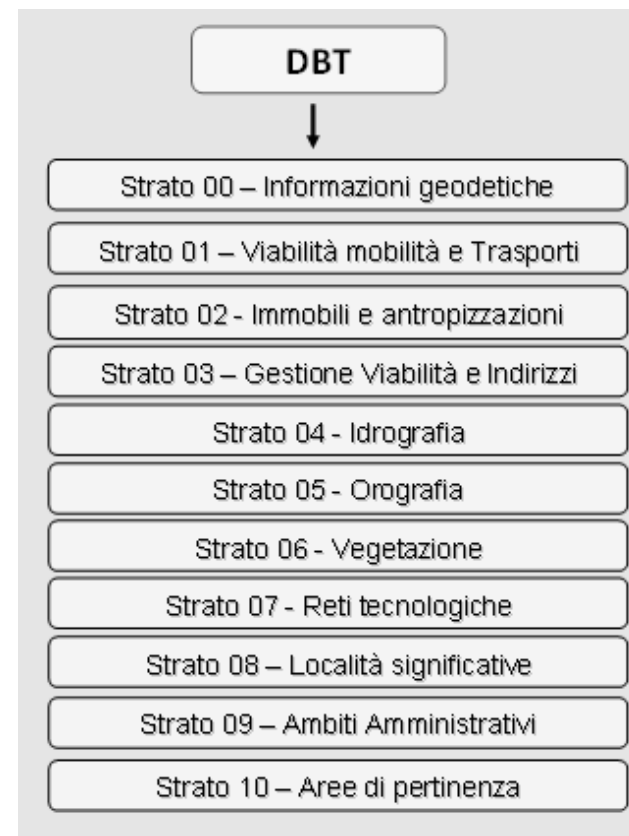 DBT
Strato 00 – Informazioni geodetiche
Strato 01 – Viabilità mobilità e Trasporti
Strato 02 - Immobili e antropizzazioni
Strato 03 – Gestione Viabilità e Indirizzi
Strato 04 - Idrografia
Strato 05 - Orografia
Strato 06 - Vegetazione
Strato 07 - Reti tecnologiche
Strato 08 – Località significative
Strato 09 – Ambiti Amministrativi
Strato 10 – Aree di pertinenza